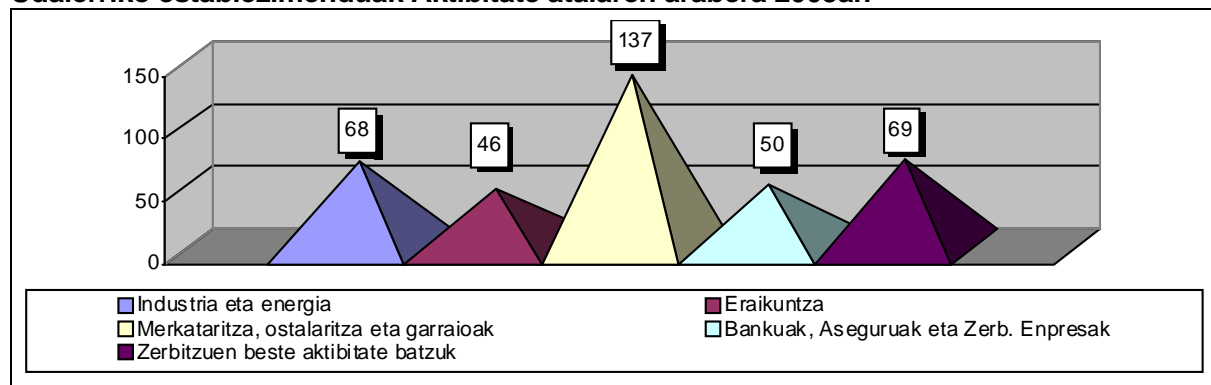 137
150
100
50
0
68
46
50
69
Industria eta energia
Eraikuntza
Merkataritza, ostalaritza eta garraioak
Bankuak, Aseguruak eta Zerb. Enpresak
Zerbitzuen beste aktibitate batzuk